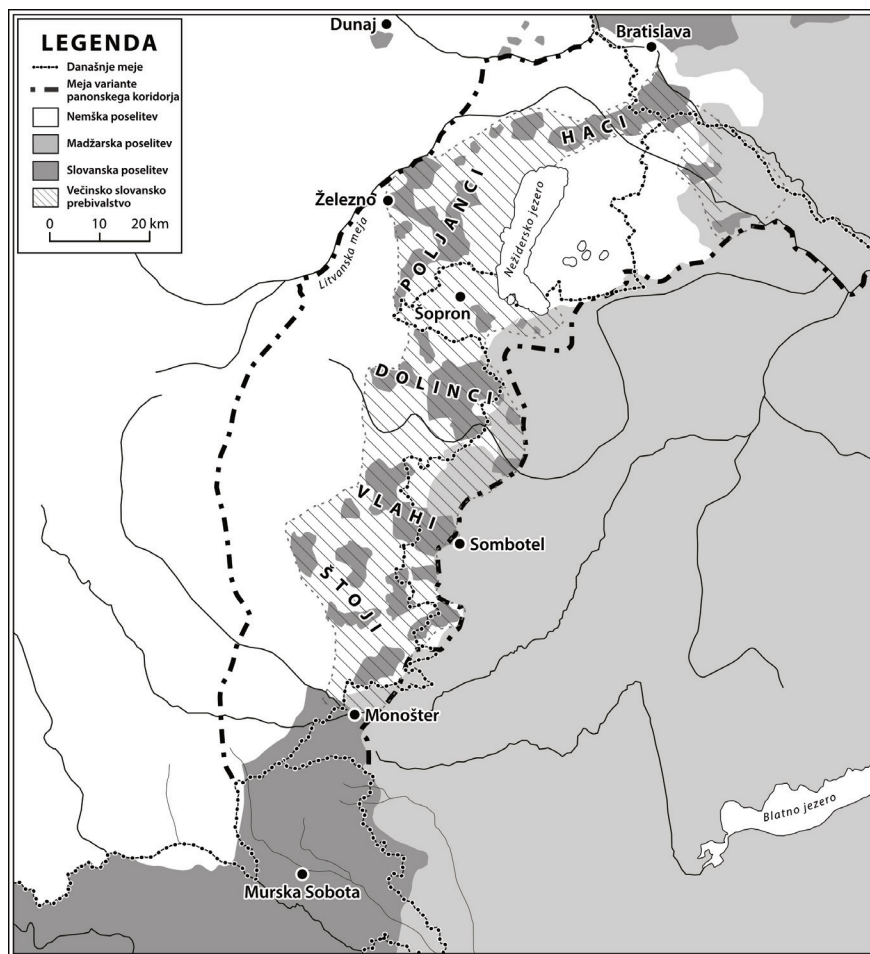 LEGENDA
Današnje meje
Meja variante
panonskega koridorja
Nemška poselitev
Madžarska poselitev
Slovanska poselitev
Večinsko slovansko
prebivalstvo
0 10 20 km
Dunaj
Bratislava
HACI
Železno
POLJANCI
Litvanska meja
Nežidersko jezero
Šopron
DOLINCI
VLAHI
Sombotel
ŠTOJI
Monošter
Blatno jezero
Murska Sobota